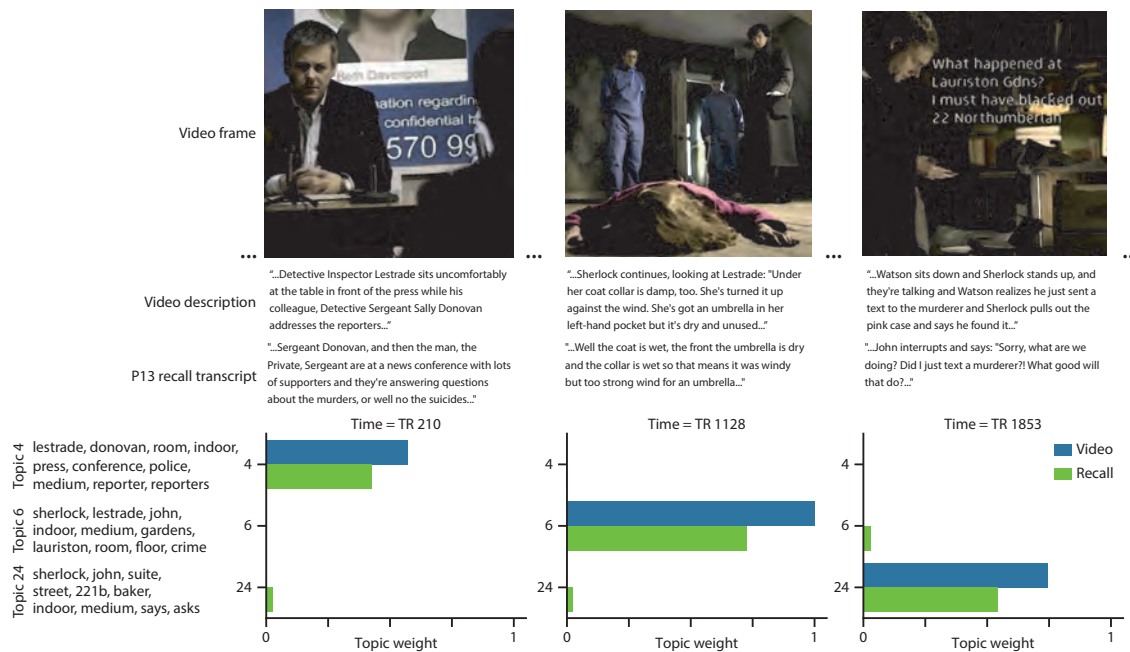 Video frame
Beth Davenport
ation regarding
confidential h
570 99
What happened at
Lauriston Gdns?
I must have blacked out
22 Northumberlan
...
...
...
Video description
“...Detective Inspector Lestrade sits uncomfortably
at the table in front of the press while his
colleague, Detective Sergeant Sally Donovan
addresses the reporters...”
“...Sherlock continues, looking at Lestrade: "Under
her coat collar is damp, too. She's turned it up
against the wind. She's got an umbrella in her
left-hand pocket but it's dry and unused...”
“...Watson sits down and Sherlock stands up, and
they're talking and Watson realizes he just sent a
text to the murderer and Sherlock pulls out the
pink case and says he found it...”
P13 recall transcript
"...Sergeant Donovan, and then the man, the
Private, Sergeant are at a news conference with lots
of supporters and they're answering questions
about the murders, or well no the suicides..."
"...Well the coat is wet, the front the umbrella is dry
and the collar is wet so that means it was windy
but too strong wind for an umbrella..."
"...John interrupts and says: "Sorry, what are we
doing? Did I just text a murderer?! What good will
that do?..."
Time = TR 210
Time = TR 1128
Time = TR 1853
Video
Recall
Topic 4
lestrade, donovan, room, indoor,
press, conference, police,
medium, reporter, reporters
Topic 6
sherlock, lestrade, john,
indoor, medium, gardens,
lauriston, room, floor, crime
Topic 24
sherlock, john, suite,
street, 221b, baker,
indoor, medium, says, asks
4
6
24
0
1
Topic weight
4
6
24
0
1
Topic weight
4
6
24
0
1
Topic weight